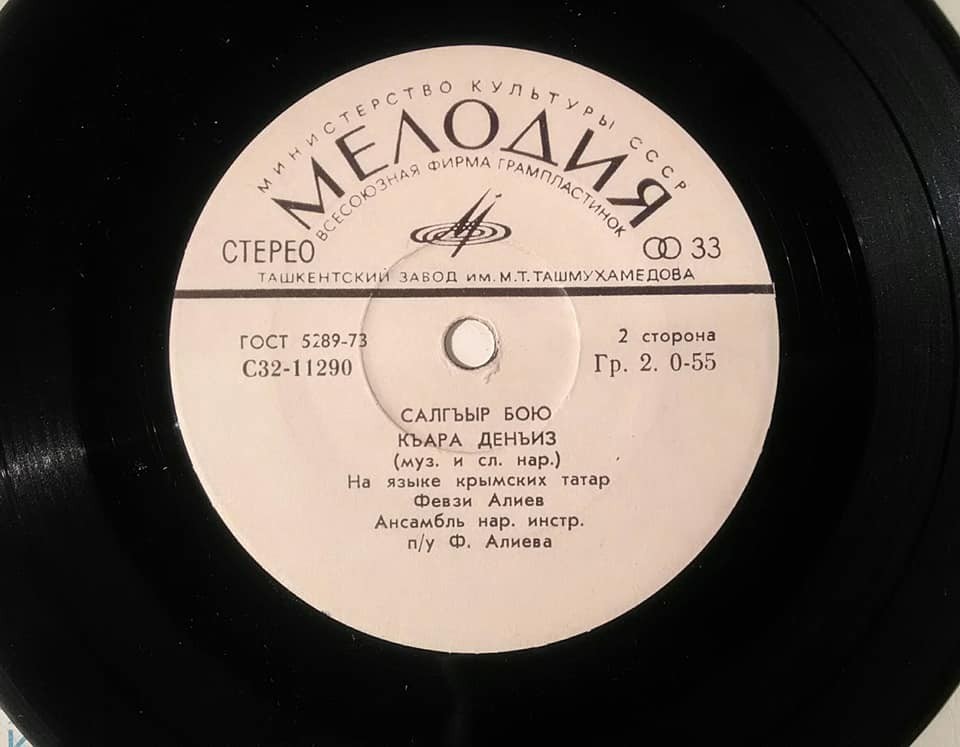 МИНИСТЕРСТВО КУЛЬТУРЫ СССР
МЕЛОДИЯ
ВСЕСОЮЗНАЯ ФИРМА ГРАМПЛАСТИНОК
СТЕРЕО
33
ТАШКЕНТСКИЙ ЗАВОД ИМ. М.Т. ТАШМУХАМЕДОВА
ГОСТ 5289-73
2 сторона
С32-11290
Гр. 2. 0-55
САЛГЪЫР БОЮ
КЪАРА ДЕНЪИЗ
(муз. и сл. нар.)
На языке крымских татар
Февзи Алиев
Ансамбль нар. инстр.
п/у Ф. Алиева